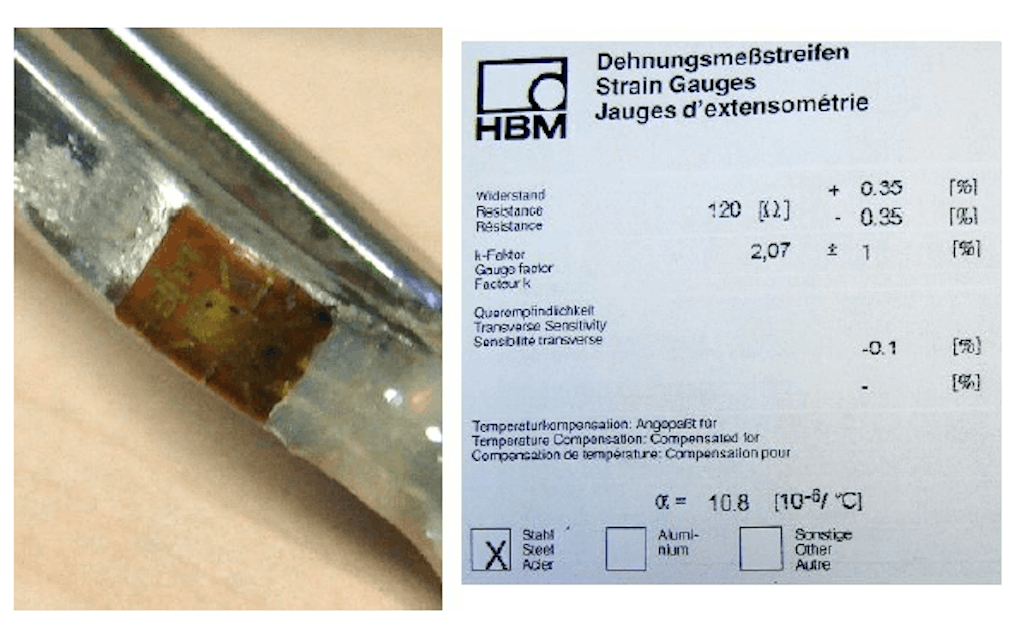 HBM
Dehnungsmeßstreifen
Strain Gauges
Jauges d'extensométrie
Widerstand
Resistance
Résistance
120 [Ω]
+ 0.35 [%]
- 0.35 [%]
k-Faktor
Gauge factor
Facteur k
2,07 ± 1 [%]
Querempfindlichkeit
Transverse Sensitivity
Sensibilité transverse
-0.1 [%]
- [%]
Temperaturkompensation: Angepaßt für
Temperature Compensation: Compensated for
Compensation de température: Compensation pour
α = 10.8 [10-6/ °C]
X
Stahl
Steel
Acier
Alumi-
nium
Sonstige
Other
Autre